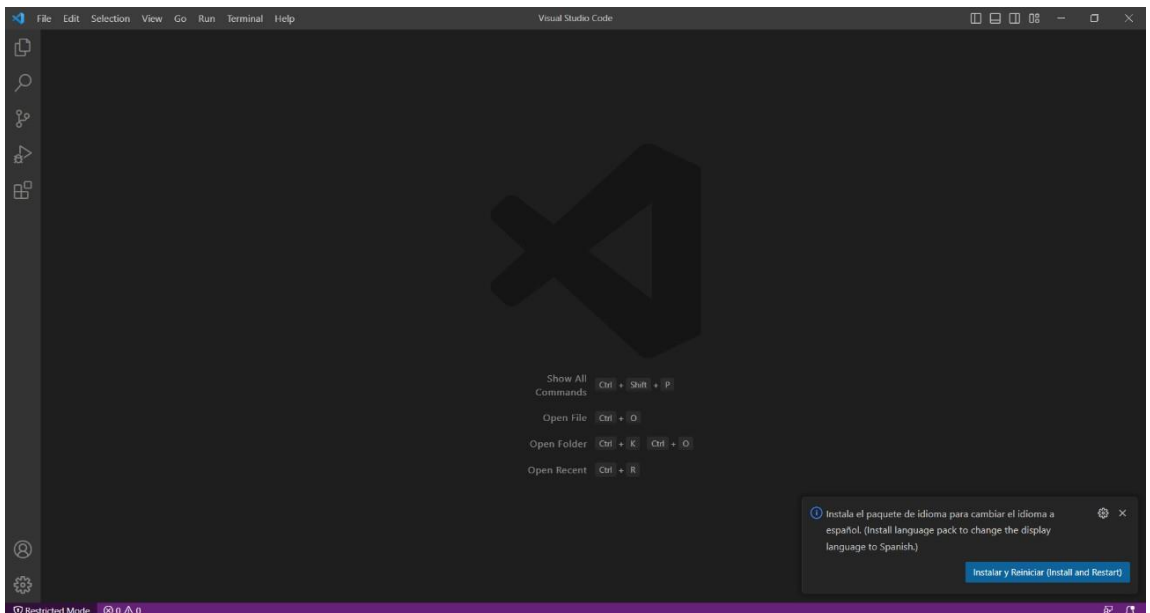 File Edit Selection View Go Run Terminal Help
Visual Studio Code
Show All
Commands
Ctrl + Shift + P
Open File Ctrl + O
Open Folder Ctrl + K Ctrl + O
Open Recent Ctrl + R
Instala el paquete de idioma para cambiar el idioma a
español. (Install language pack to change the display
language to Spanish.)
Instalar y Reiniciar (Install and Restart)
Restricted Mode 0 0